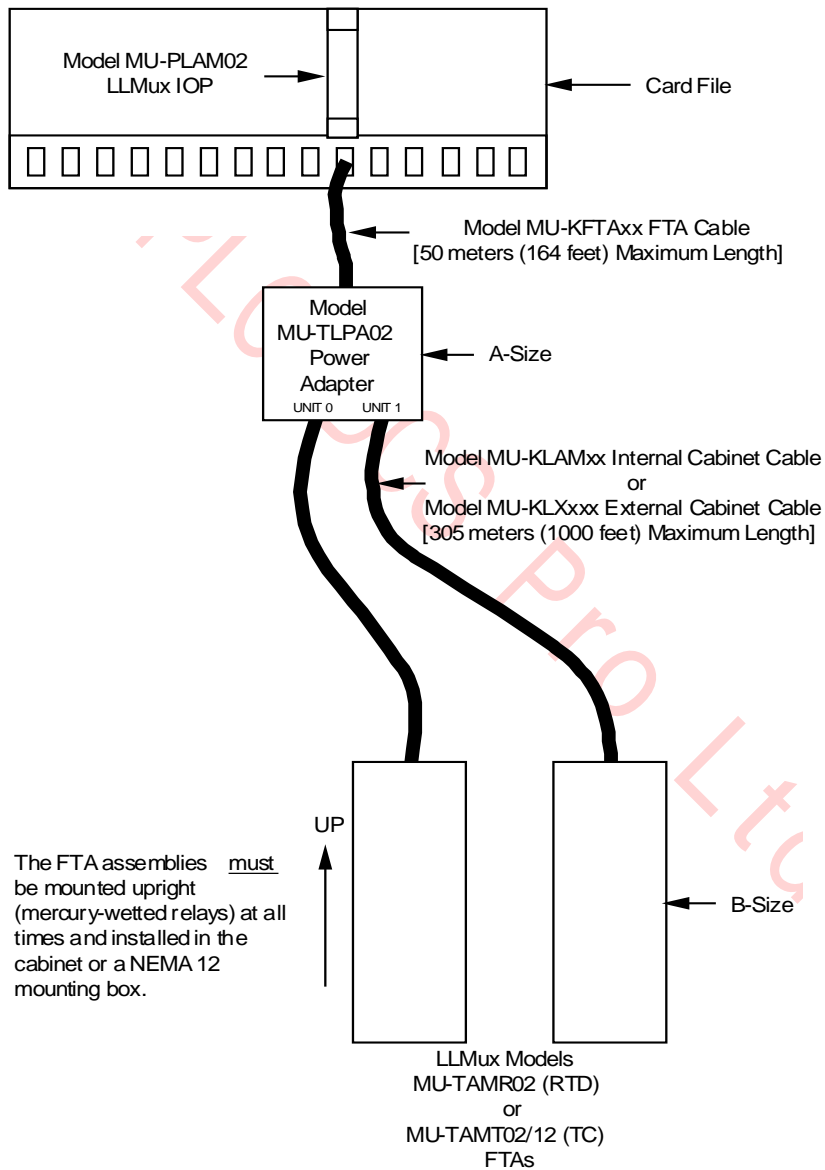 Model MU-PLAM02
LLMux IOP
Card File
Model MU-KFTAxx FTA Cable
[50 meters (164 feet) Maximum Length]
Model
MU-TLPA02
Power
Adapter
UNIT 0 UNIT 1
A-Size
Model MU-KLAMxx Internal Cabinet Cable
or
Model MU-KLXxxx External Cabinet Cable
[305 meters (1000 feet) Maximum Length]
UP
The FTA assemblies must
be mounted upright
(mercury-wetted relays) at all
times and installed in the
cabinet or a NEMA 12
mounting box.
B-Size
LLMux Models
MU-TAMR02 (RTD)
or
MU-TAMT02/12 (TC)
FTAs